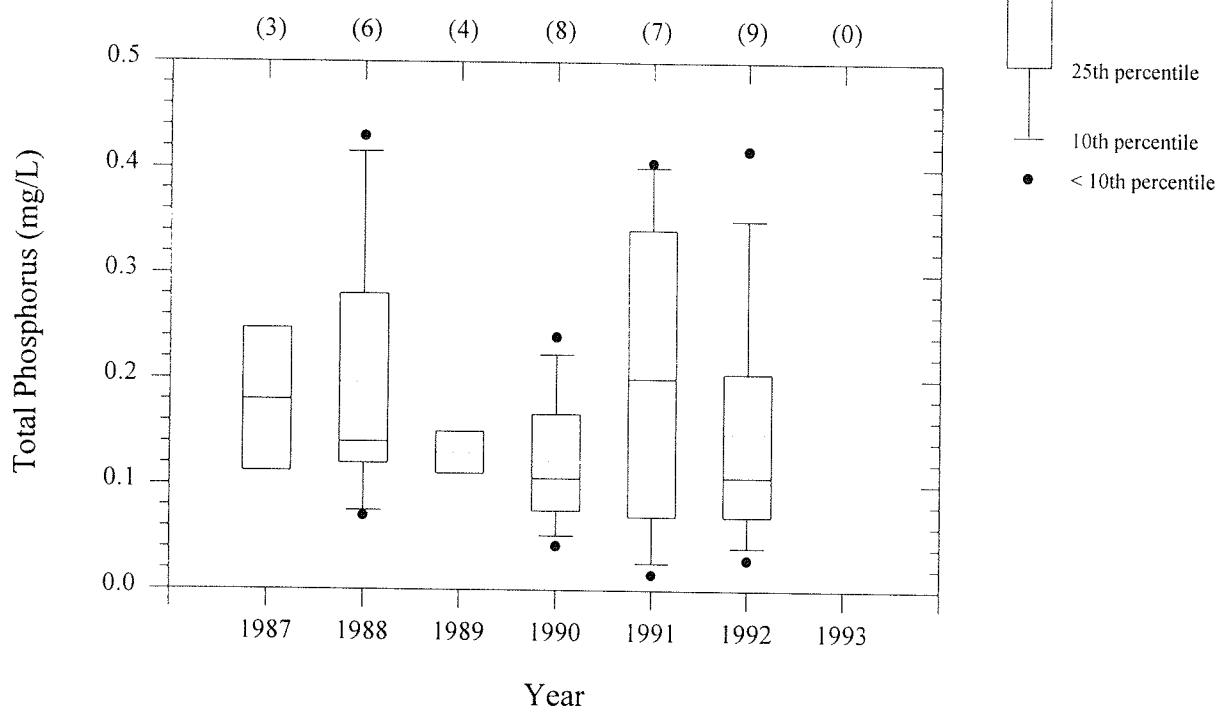 (3) (6) (4) (8) (7) (9) (0)
0.5
0.4
0.3
0.2
0.1
0.0
Total Phosphorus (mg/L)
1987 1988 1989 1990 1991 1992 1993
Year
25th percentile
10th percentile
< 10th percentile